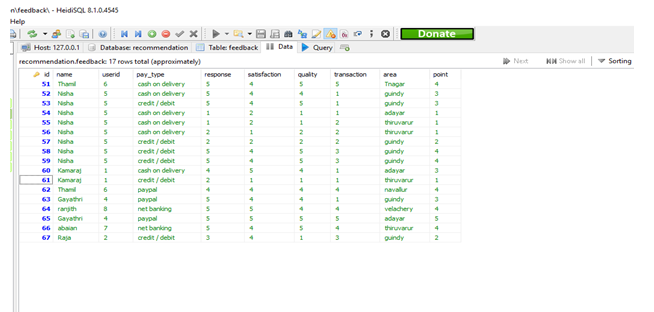 n\feedback\ - HeidiSQL 8.1.0.4545
Help
Donate
Host: 127.0.0.1 Database: recommendation Table: feedback Data Query
recommendation.feedback: 17 rows total (approximately) Next Show all Sorting
id name userid pay_type response satisfaction quality transaction area point
51 Thamil 6 cash on delivery 5 4 5 5 Tnagar 4
52 Nisha 5 cash on delivery 4 4 4 1 guindy 3
53 Nisha 5 credit / debit 5 4 5 1 guindy 3
54 Nisha 5 cash on delivery 1 2 1 1 adayar 1
55 Nisha 5 cash on delivery 1 2 1 2 thiruvarur 1
56 Nisha 5 cash on delivery 2 1 2 2 thiruvarur 1
57 Nisha 5 credit / debit 2 2 2 2 guindy 2
58 Nisha 5 credit / debit 5 4 5 3 guindy 4
59 Nisha 5 credit / debit 5 4 5 3 guindy 4
60 Kamaraj 1 cash on delivery 4 5 4 1 adayar 3
61 Kamaraj 1 credit / debit 2 1 1 1 thiruvarur 1
62 Thamil 6 paypal 4 4 4 4 navallur 4
63 Gayathri 4 paypal 5 4 4 1 guindy 3
64 ranjith 8 net banking 5 5 4 4 velachery 4
65 Gayathri 4 paypal 5 5 5 5 adayar 5
66 abaian 7 net banking 5 4 5 4 thiruvarur 4
67 Raja 2 credit / debit 3 4 1 3 guindy 2